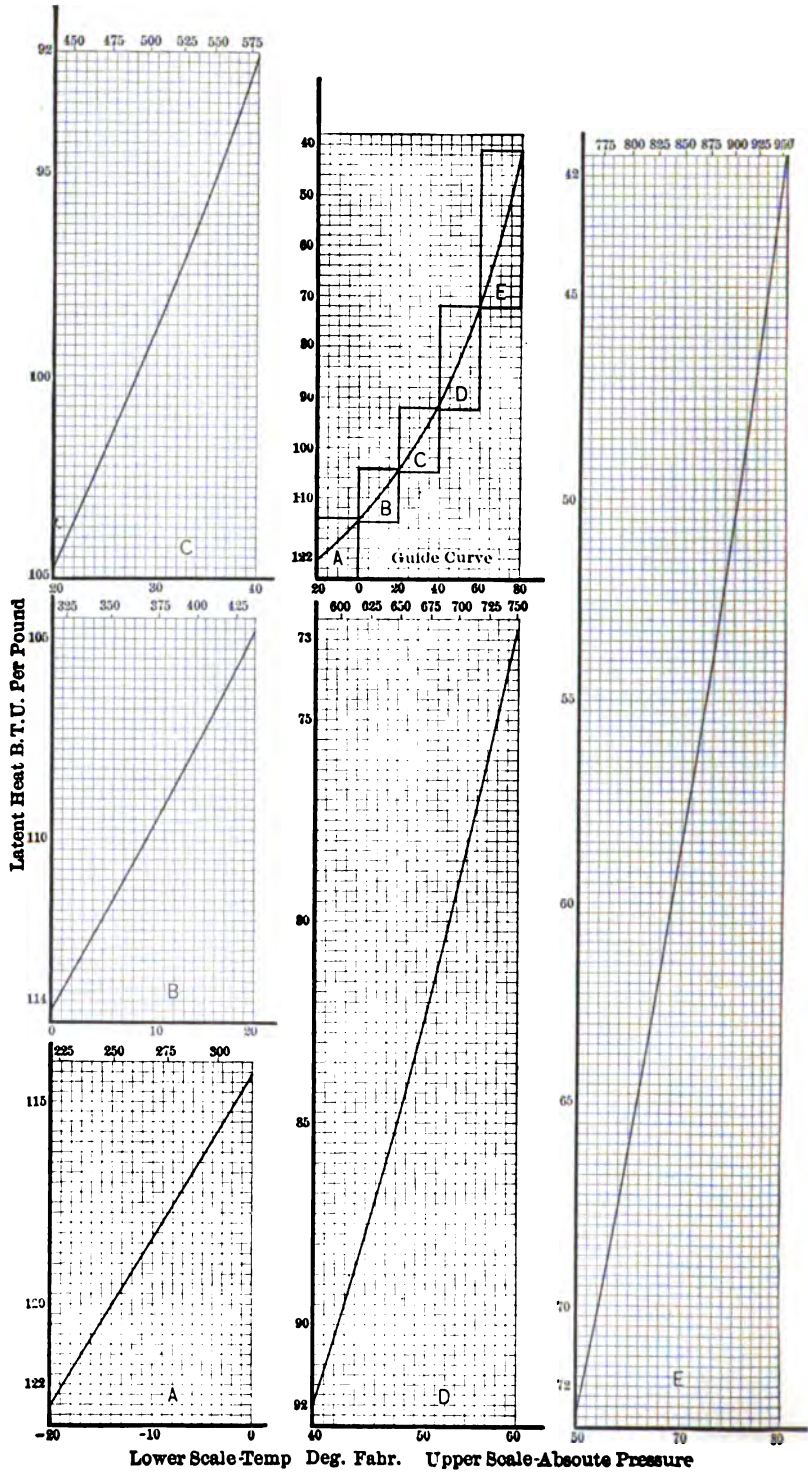 92 450 475 500 525 550 575
95
100
C
105
20 30 40
325 350 375 400 425
105
110
B
114
0 10 20
225 250 275 300
115
120
122
A
-20 -10 0
Latent Heat B.T.U. Per Pound
40
50
60
70
E
80
90
D
100
C
110
B
122
A Guide Curve
20 0 20 40 60 80
600 625 650 675 700 725 750
73
75
80
85
90
D
92
40 50 60
775 800 825 850 875 900 925 950
42
45
50
55
60
65
70
E
72
50 70 80
Lower Scale-Temp Deg. Fahr. Upper Scale-Absoute Pressure